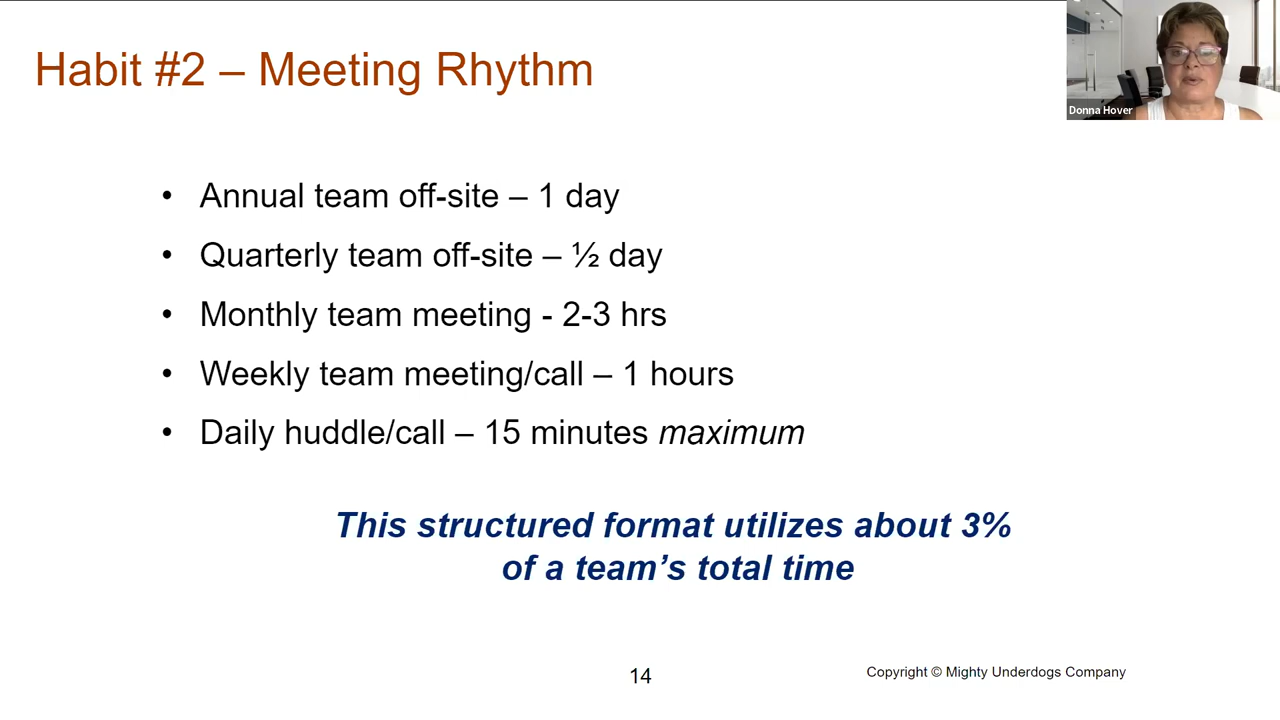 Habit #2 – Meeting Rhythm
Donna Hover
• Annual team off-site – 1 day
• Quarterly team off-site – ½ day
• Monthly team meeting - 2-3 hrs
• Weekly team meeting/call – 1 hours
• Daily huddle/call – 15 minutes maximum
This structured format utilizes about 3%
of a team’s total time
14
Copyright © Mighty Underdogs Company